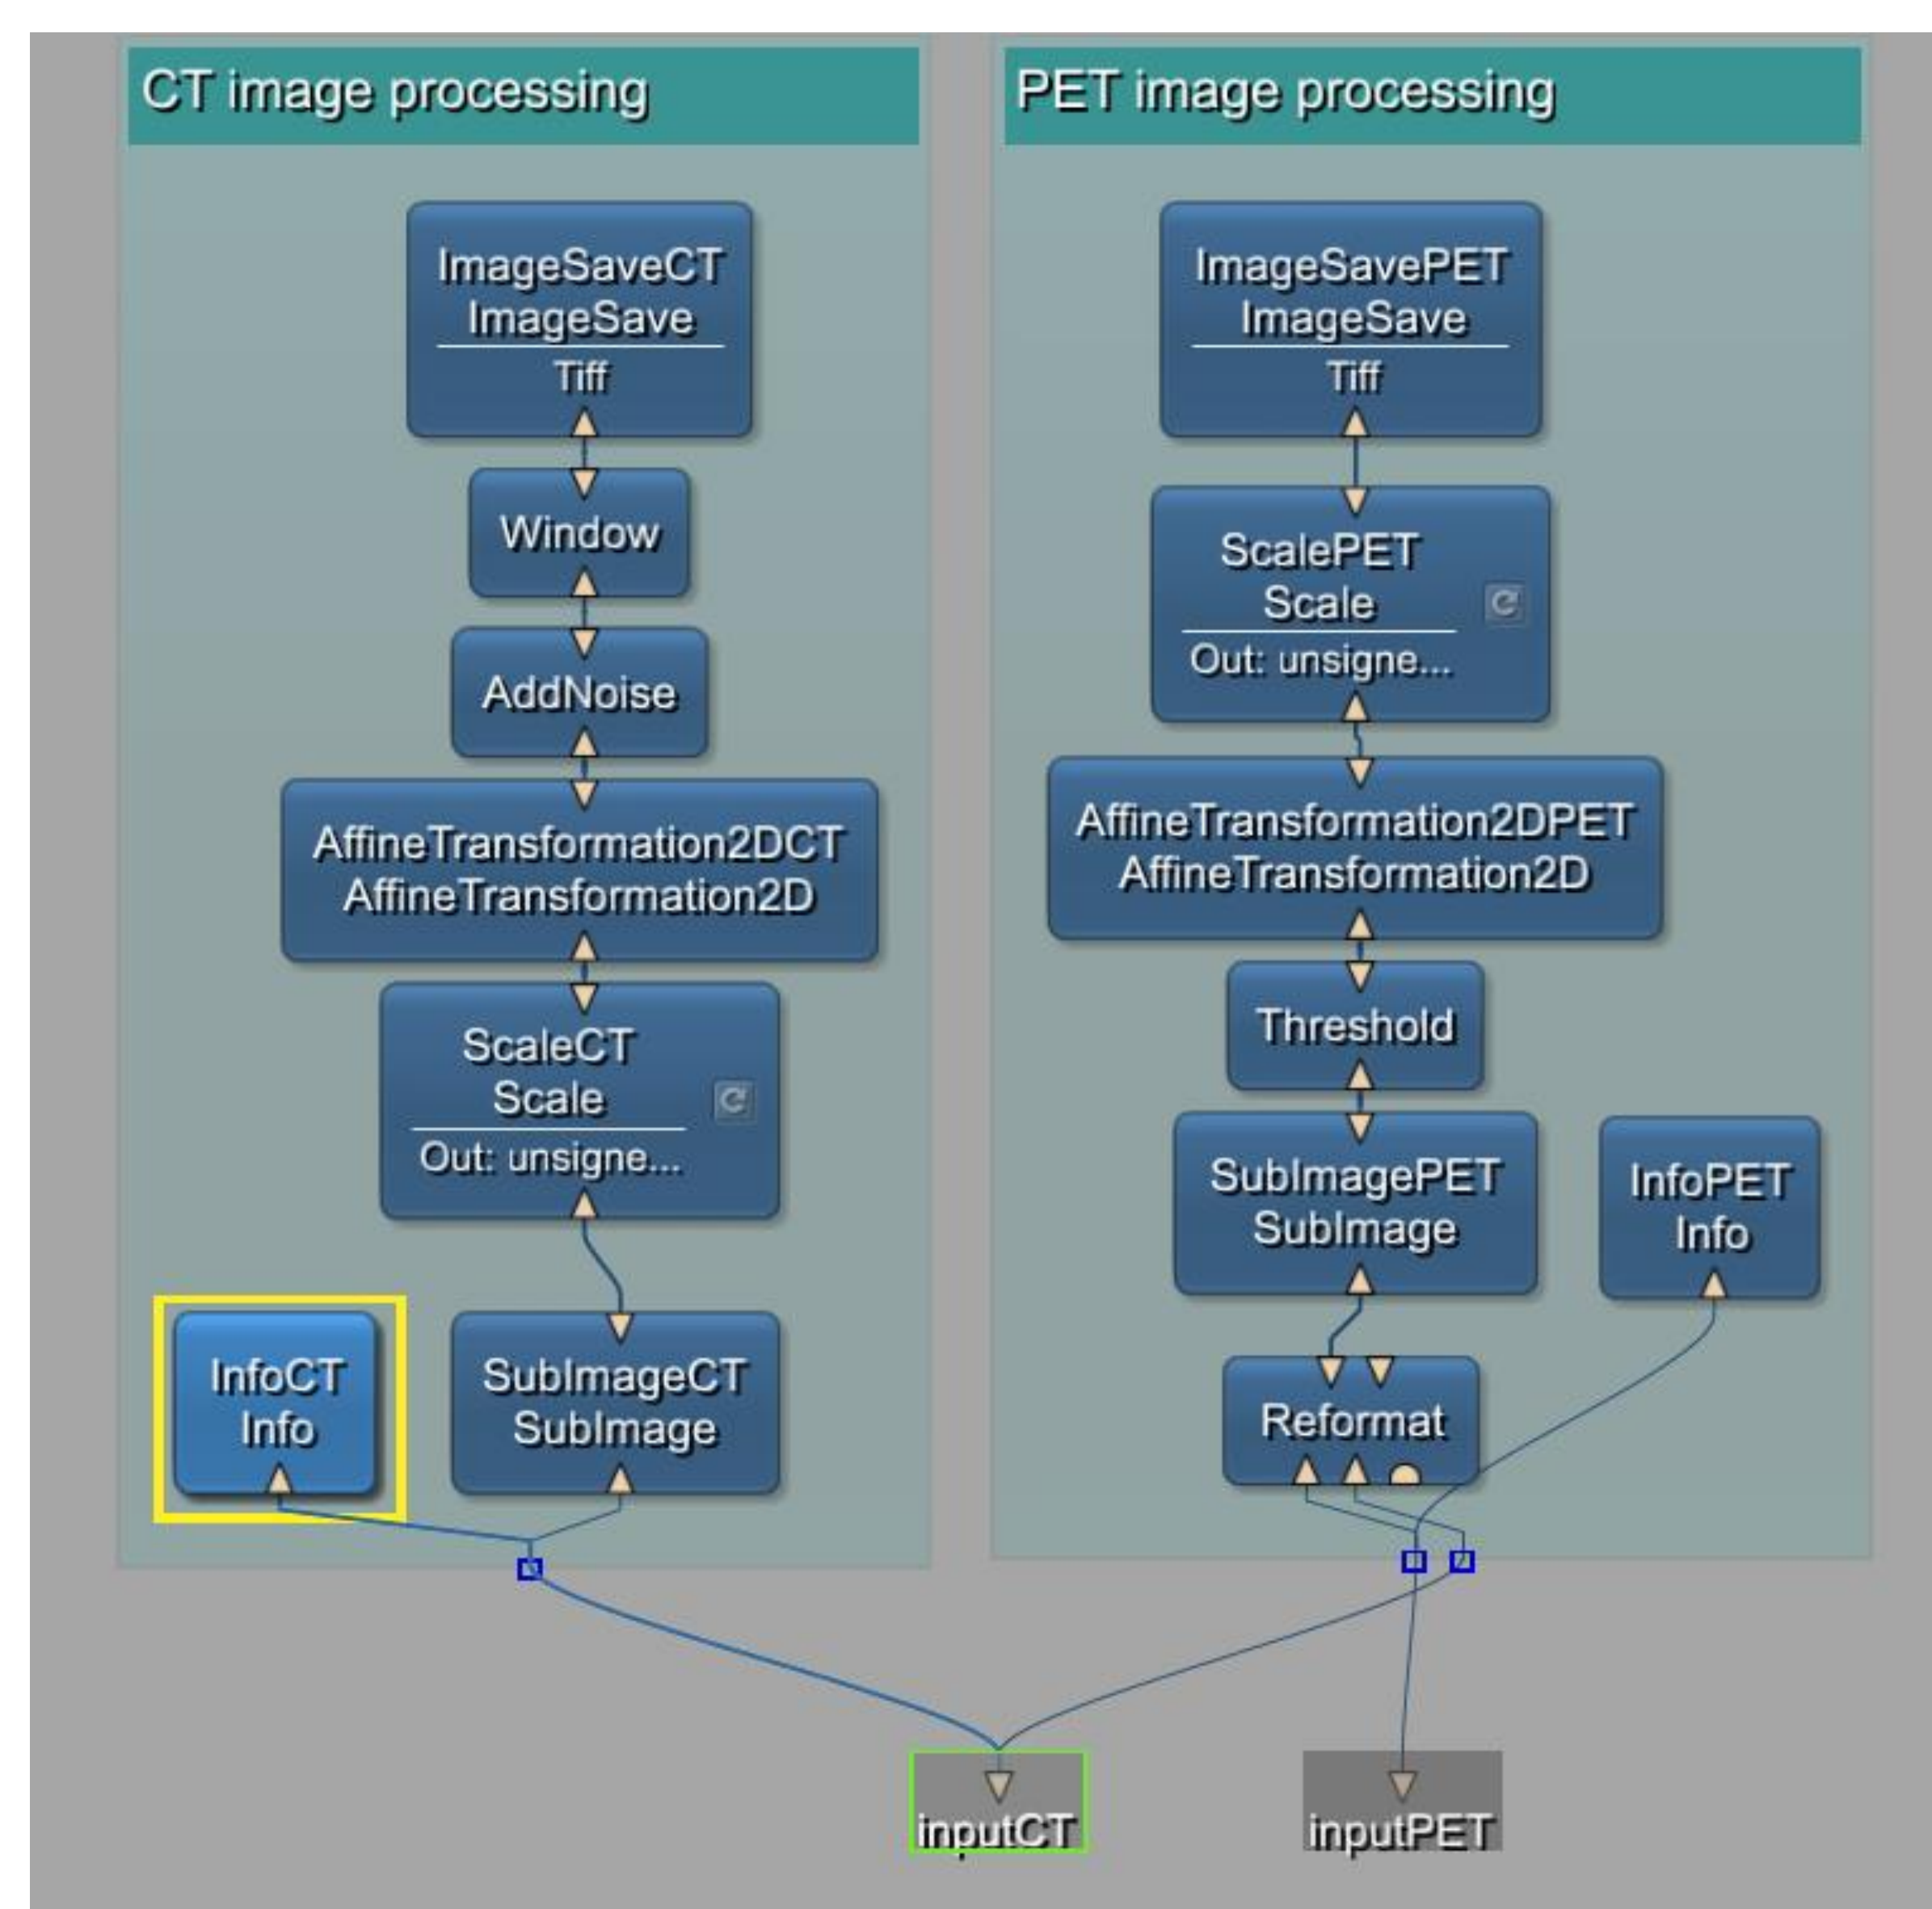 CT image processing
ImageSaveCT
ImageSave
Tiff
Window
AddNoise
AffineTransformation2DCT
AffineTransformation2D
ScaleCT
Scale
Out: unsigne...
InfoCT
Info
SubImageCT
SubImage
PET image processing
ImageSavePET
ImageSave
Tiff
ScalePET
Scale
Out: unsigne...
AffineTransformation2DPET
AffineTransformation2D
Threshold
SubImagePET
SubImage
InfoPET
Info
Reformat
inputCT
inputPET